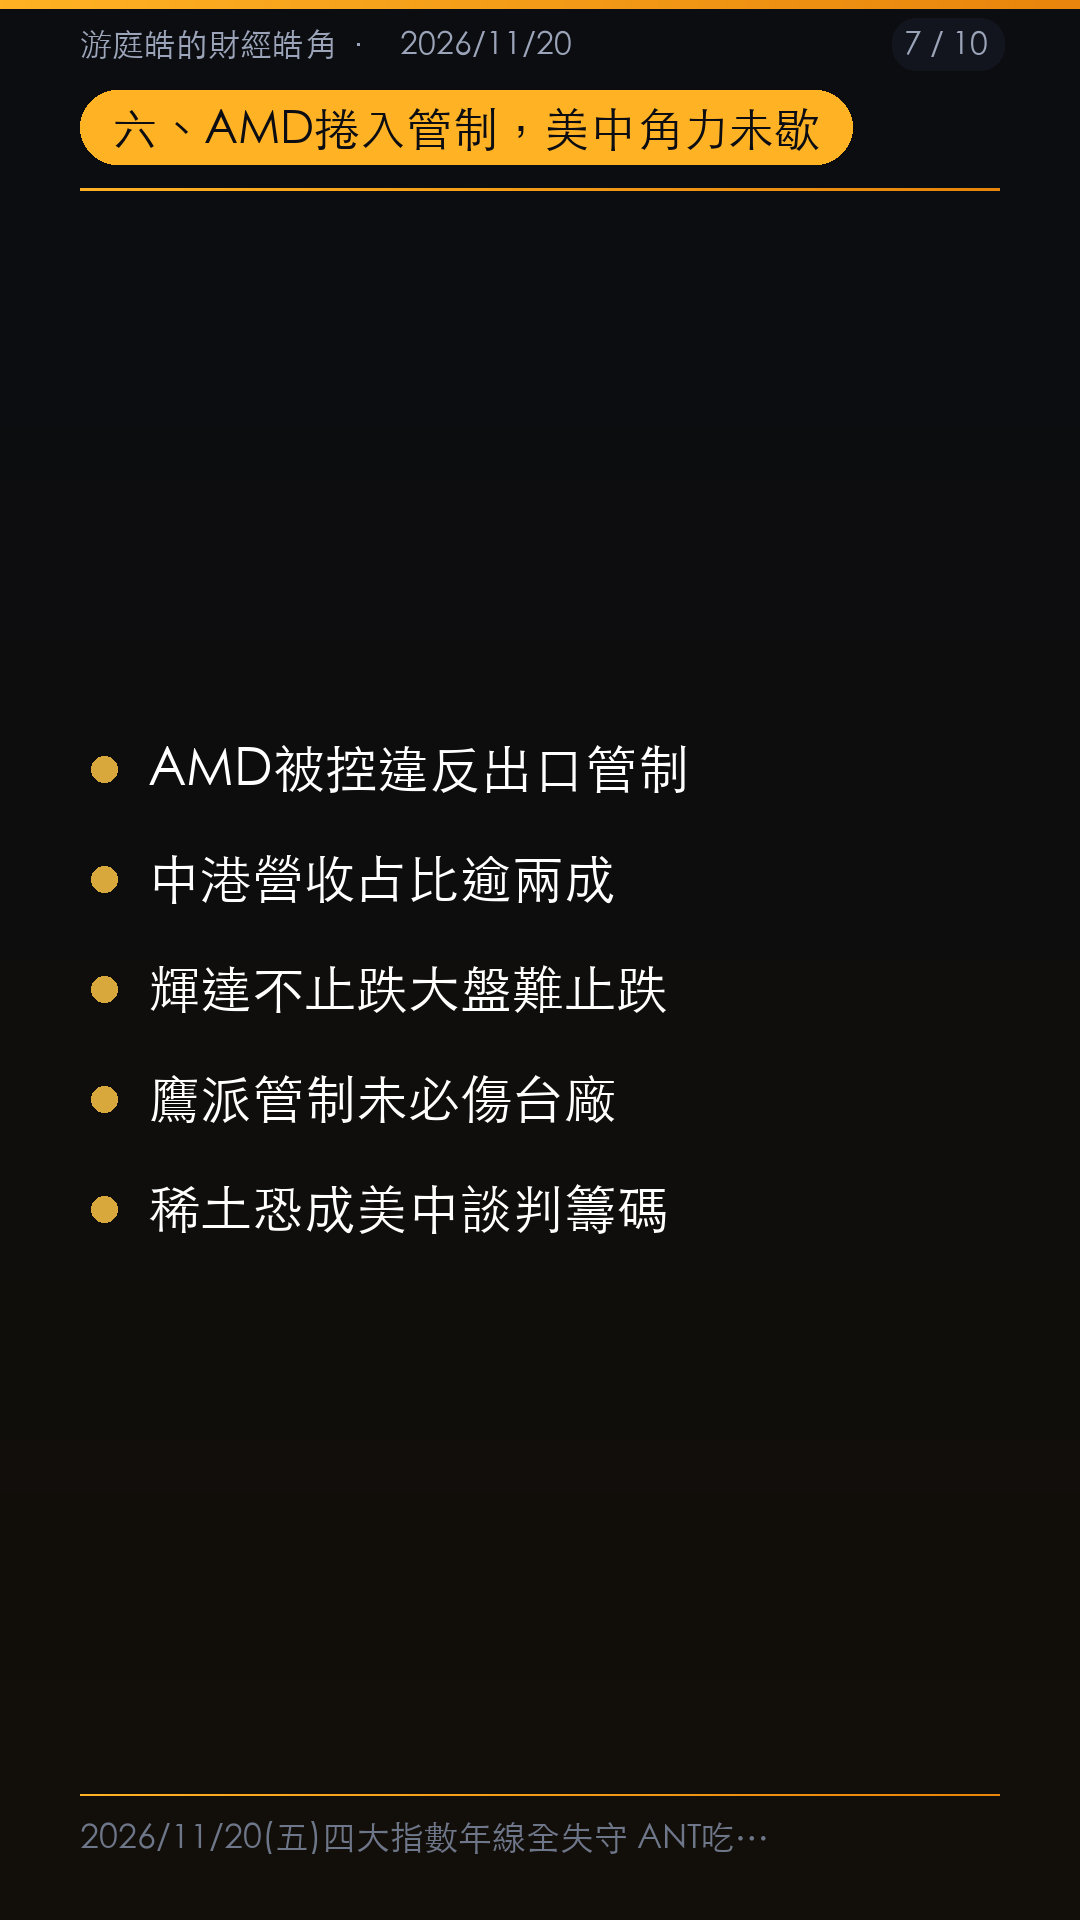 游庭皓的財經皓角 · 2026/11/20
7 / 10
六、AMD捲入管制，美中角力未歇
AMD被控違反出口管制
中港營收占比逾兩成
輝達不止跌大盤難止跌
鷹派管制未必傷台廠
稀土恐成美中談判籌碼
2026/11/20(五)四大指數年線全失守 ANT吃⋯